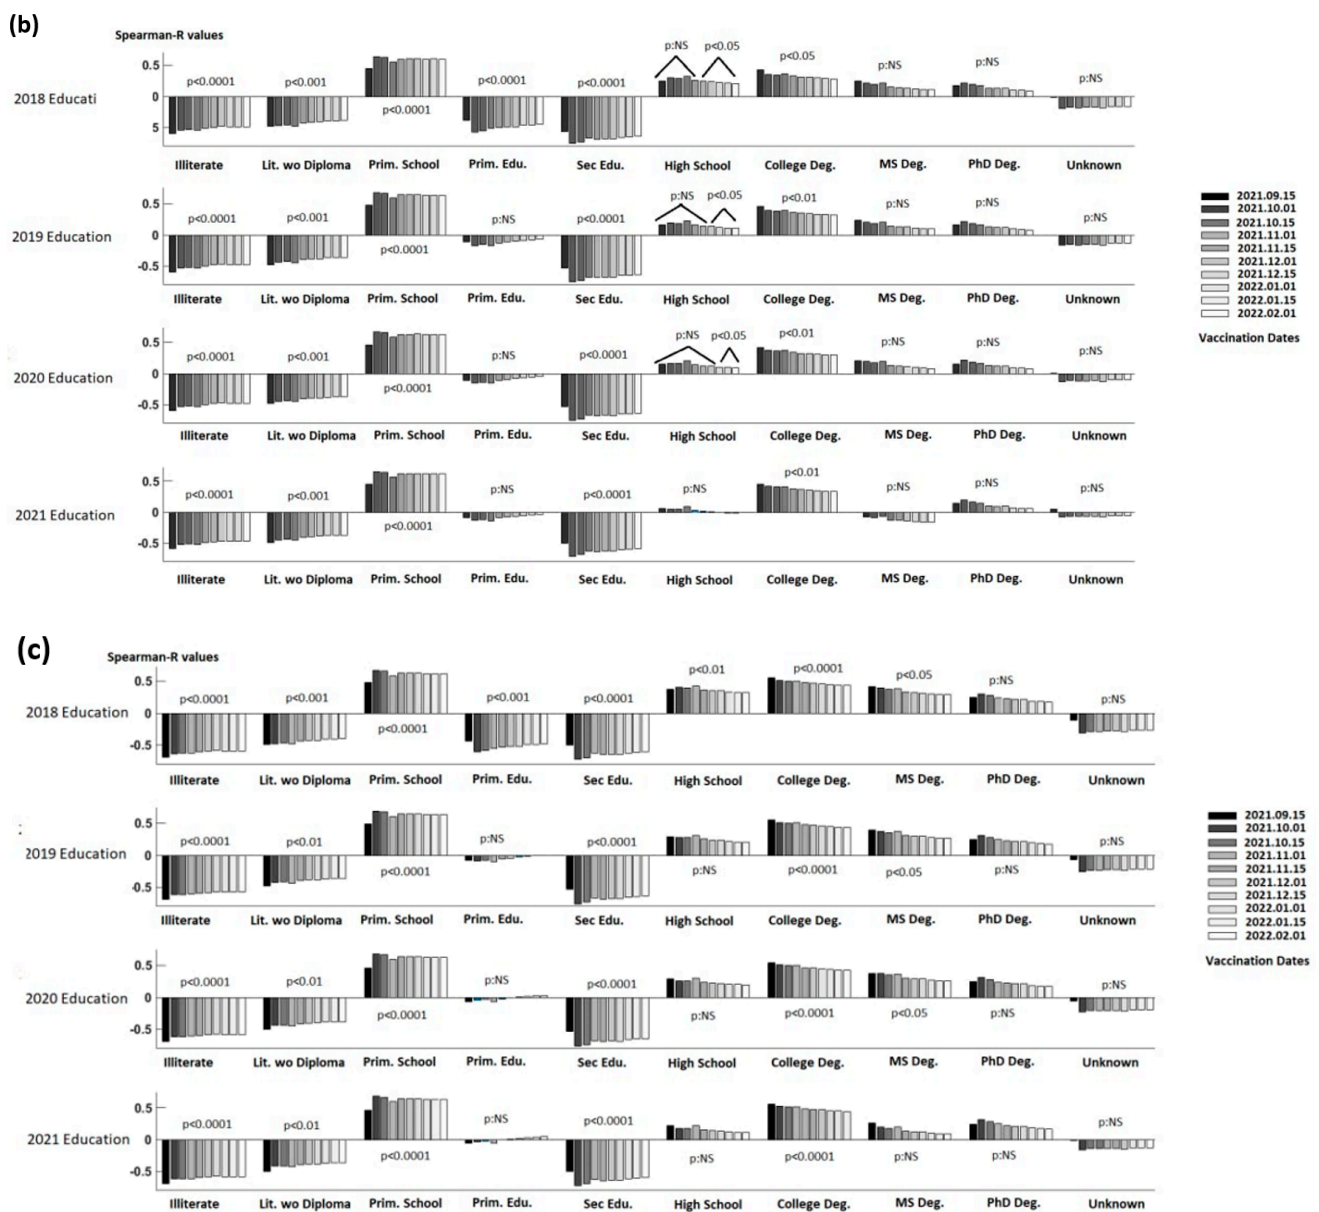 (b)
Spearman-R values
p:NS p<0.05
0.5 p<0.0001 p<0.001 p<0.0001 p<0.0001 p<0.05 p:NS p:NS p:NS
2018 Educati 0 p<0.0001
5
Illiterate Lit. wo Diploma Prim. School Prim. Edu. Sec Edu. High School College Deg. MS Deg. PhD Deg. Unknown
0.5 p<0.0001 p<0.001 p:NS p<0.0001 p:NS p<0.05 p<0.01 p:NS p:NS p:NS
2019 Education 0 p<0.0001
-0.5
Illiterate Lit. wo Diploma Prim. School Prim. Edu. Sec Edu. High School College Deg. MS Deg. PhD Deg. Unknown
0.5 p<0.0001 p<0.001 p:NS p<0.0001 p:NS p<0.05 p<0.01 p:NS p:NS p:NS
2020 Education 0 p<0.0001
-0.5
Illiterate Lit. wo Diploma Prim. School Prim. Edu. Sec Edu. High School College Deg. MS Deg. PhD Deg. Unknown
0.5 p<0.0001 p<0.001 p:NS p<0.0001 p:NS p<0.01 p:NS p:NS p:NS
2021 Education 0 p<0.0001
-0.5
Illiterate Lit. wo Diploma Prim. School Prim. Edu. Sec Edu. High School College Deg. MS Deg. PhD Deg. Unknown
2021.09.15
2021.10.01
2021.10.15
2021.11.01
2021.11.15
2021.12.01
2021.12.15
2022.01.01
2022.01.15
2022.02.01
Vaccination Dates
(c)
Spearman-R values
0.5 p<0.0001 p<0.001 p<0.001 p<0.0001 p<0.01 p<0.0001 p<0.05 p:NS p:NS
2018 Education 0 p<0.0001
-0.5
Illiterate Lit. wo Diploma Prim. School Prim. Edu. Sec Edu. High School College Deg. MS Deg. PhD Deg. Unknown
0.5 p<0.0001 p<0.01 p:NS p<0.0001 p:NS
2019 Education 0 p<0.0001 p:NS p<0.0001 p<0.05 p:NS
-0.5
Illiterate Lit. wo Diploma Prim. School Prim. Edu. Sec Edu. High School College Deg. MS Deg. PhD Deg. Unknown
0.5 p<0.0001 p<0.01 p:NS p<0.0001 p:NS
2020 Education 0 p<0.0001 p:NS p<0.0001 p<0.05 p:NS
-0.5
Illiterate Lit. wo Diploma Prim. School Prim. Edu. Sec Edu. High School College Deg. MS Deg. PhD Deg. Unknown
0.5 p<0.0001 p<0.01 p:NS p<0.0001 p:NS
2021 Education 0 p<0.0001 p:NS p<0.0001 p:NS p:NS
-0.5
Illiterate Lit. wo Diploma Prim. School Prim. Edu. Sec Edu. High School College Deg. MS Deg. PhD Deg. Unknown
2021.09.15
2021.10.01
2021.10.15
2021.11.01
2021.11.15
2021.12.01
2021.12.15
2022.01.01
2022.01.15
2022.02.01
Vaccination Dates